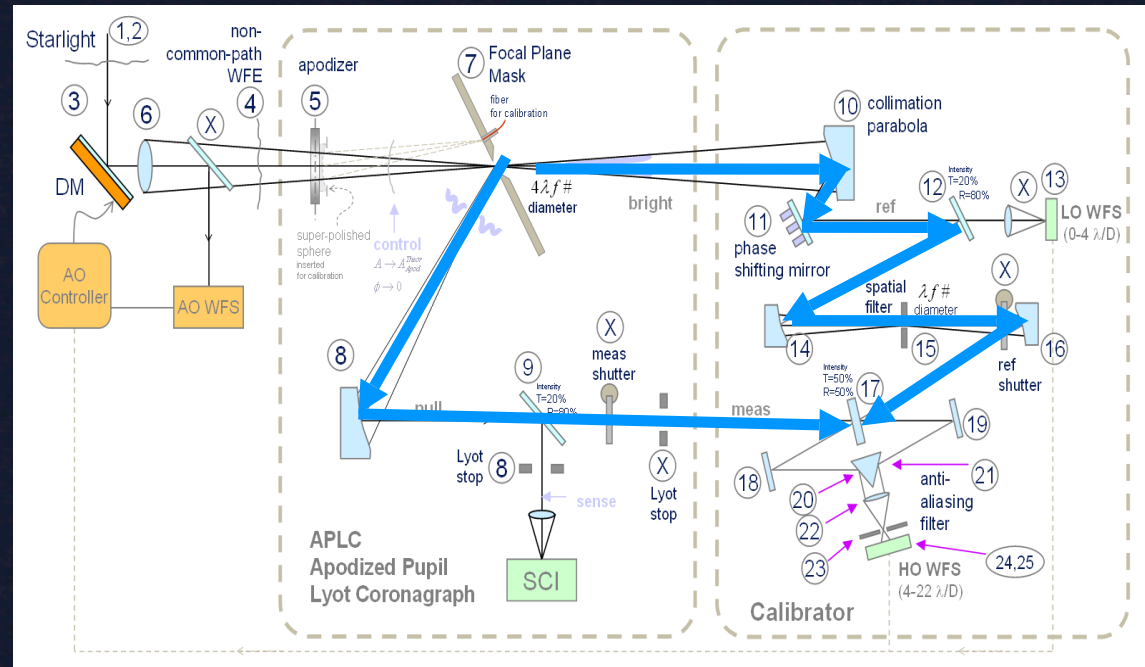 Starlight
1,2
non-
common-path
WFE
3
6
X
4
DM
AO
Controller
AO WFS
apodizer
5
7
Focal Plane
Mask
fiber
for calibration
4λf#
diameter
bright
super-polished
sphere
inserted
for calibration
control
A → A
ϕ → 0
8
9
Intensity
T=20%
R=80%
X
meas
shutter
Lyot
stop
8
X
Lyot
stop
sense
SCI
APLC
Apodized Pupil
Lyot Coronagraph
10
collimation
parabola
11
phase
shifting mirror
ref
12
Intensity
T=20%
R=80%
X
13
LO WFS
(0-4 λ/D)
14
spatial
filter
λf#
diameter
15
X
ref
shutter
16
meas
Intensity
T=50%
R=50%
17
18
19
20
21
anti-
aliasing
filter
22
23
24,25
HO WFS
(4-22 λ/D)
Calibrator